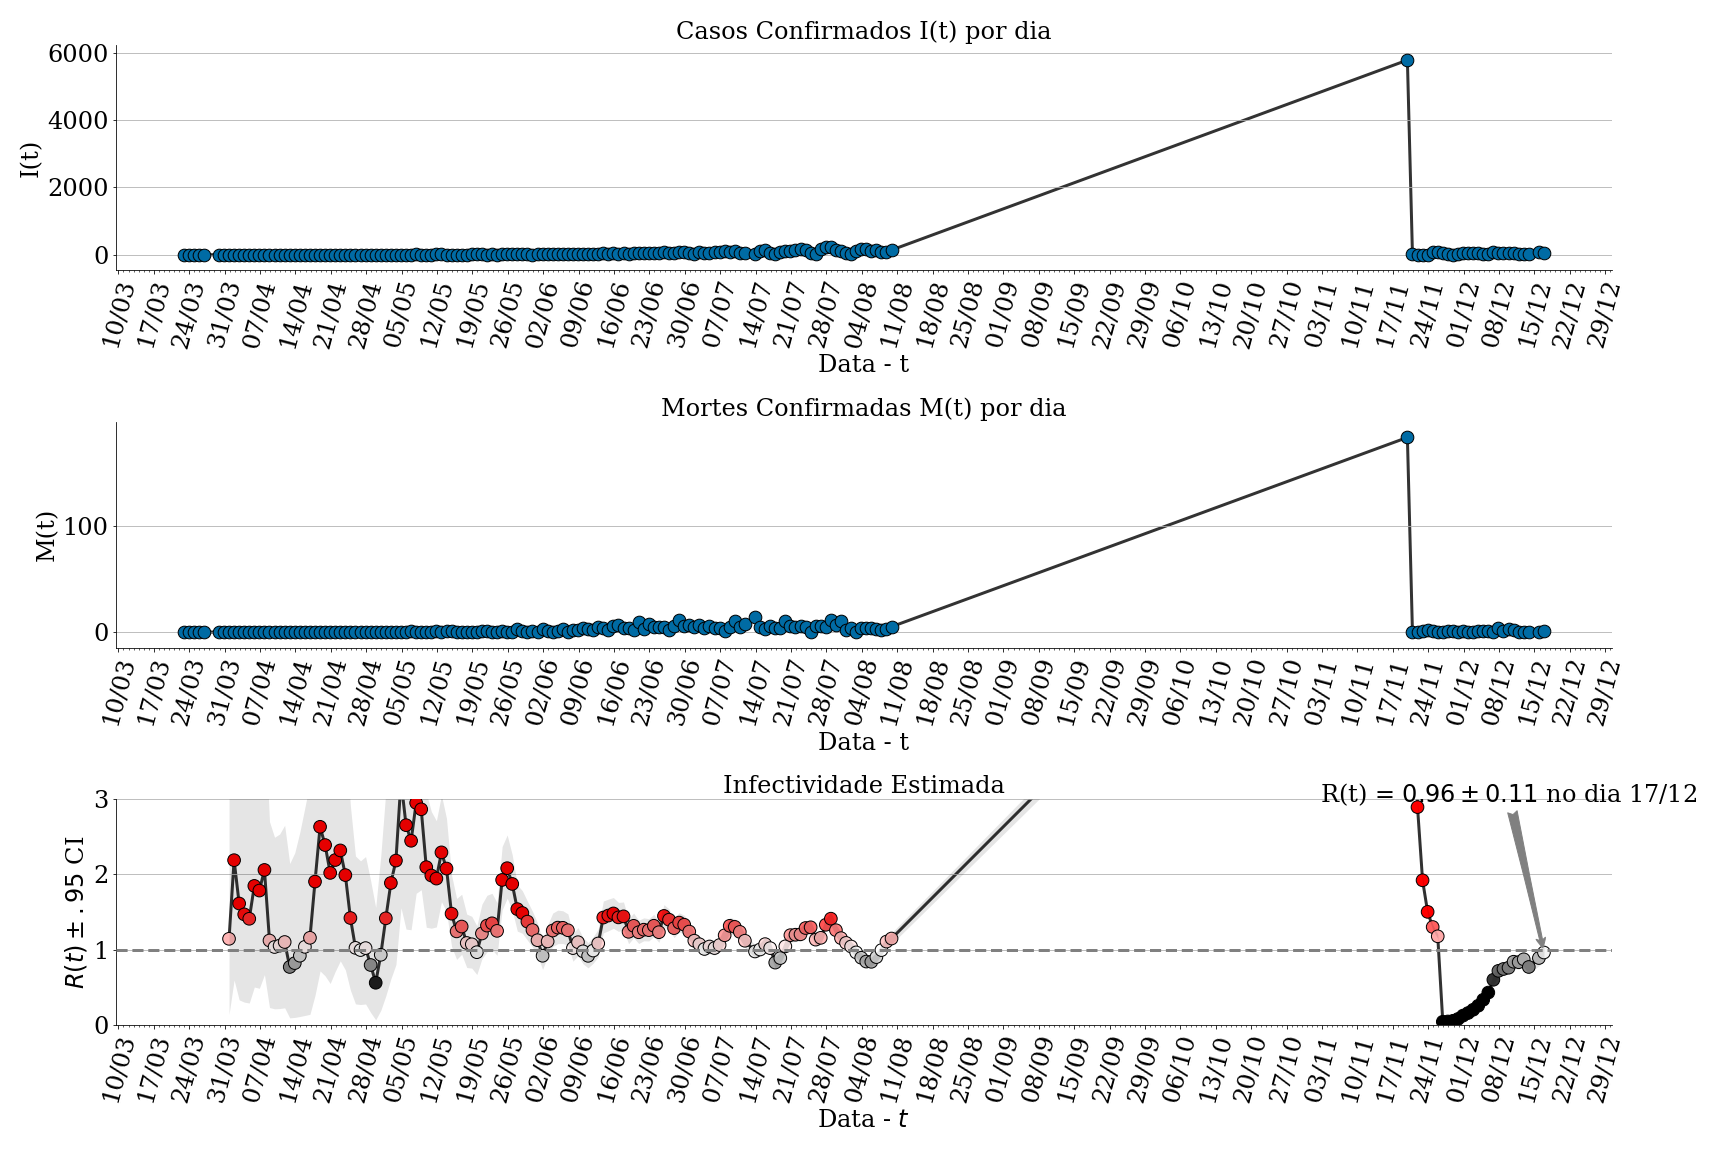 Casos Confirmados I(t) por dia
6000
4000
2000
0
I(t)
10/03 17/03 24/03 31/03 07/04 14/04 21/04 28/04 05/05 12/05 19/05 26/05 02/06 09/06 16/06 23/06 30/06 07/07 14/07 21/07 28/07 04/08 11/08 18/08 25/08 01/09 08/09 15/09 22/09 29/09 06/10 13/10 20/10 27/10 03/11 10/11 17/11 24/11 01/12 08/12 15/12 22/12 29/12
Data - t
Mortes Confirmadas M(t) por dia
100
0
M(t)
10/03 17/03 24/03 31/03 07/04 14/04 21/04 28/04 05/05 12/05 19/05 26/05 02/06 09/06 16/06 23/06 30/06 07/07 14/07 21/07 28/07 04/08 11/08 18/08 25/08 01/09 08/09 15/09 22/09 29/09 06/10 13/10 20/10 27/10 03/11 10/11 17/11 24/11 01/12 08/12 15/12 22/12 29/12
Data - t
Infectividade Estimada
R(t) = 0.96 ± 0.11 no dia 17/12
3
2
1
0
R(t) ± .95 CI
10/03 17/03 24/03 31/03 07/04 14/04 21/04 28/04 05/05 12/05 19/05 26/05 02/06 09/06 16/06 23/06 30/06 07/07 14/07 21/07 28/07 04/08 11/08 18/08 25/08 01/09 08/09 15/09 22/09 29/09 06/10 13/10 20/10 27/10 03/11 10/11 17/11 24/11 01/12 08/12 15/12 22/12 29/12
Data - t